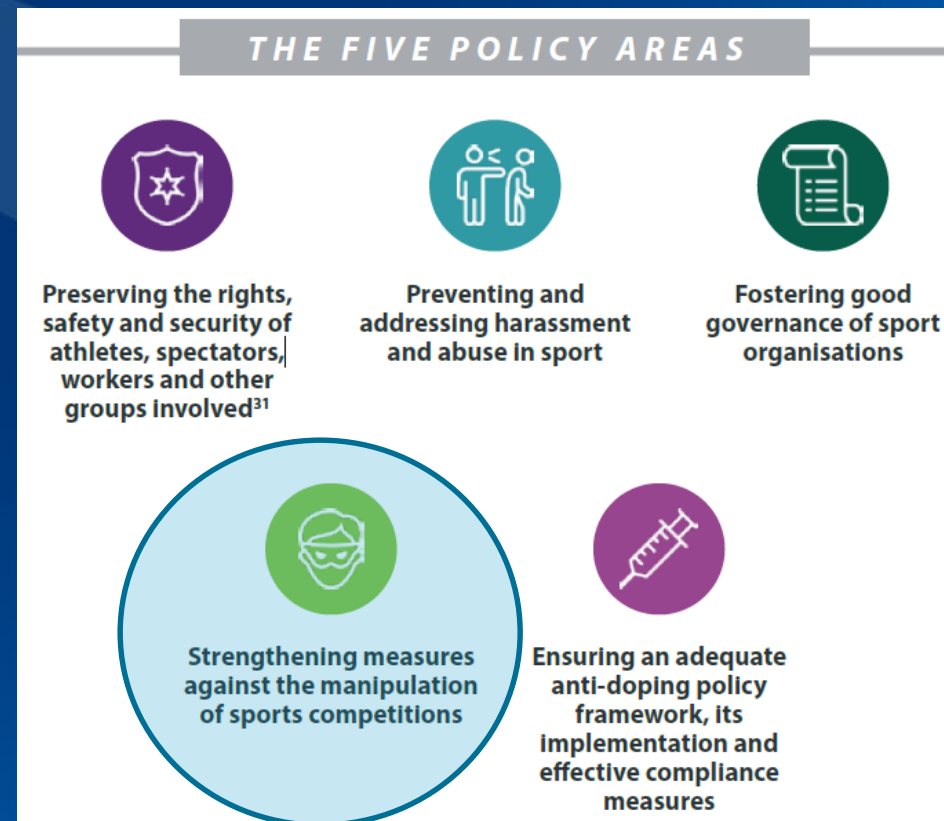 THE FIVE POLICY AREAS
Preserving the rights,
safety and security of
athletes, spectators,
workers and other
groups involved³¹
Preventing and
addressing harassment
and abuse in sport
Fostering good
governance of sport
organisations
Strengthening measures
against the manipulation
of sports competitions
Ensuring an adequate
anti-doping policy
framework, its
implementation and
effective compliance
measures